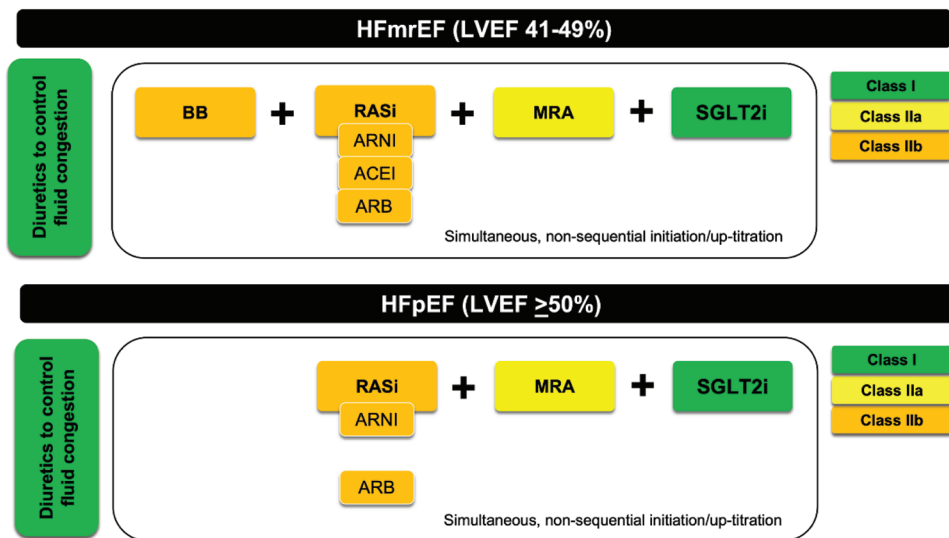 HFmrEF (LVEF 41-49%)
Diuretics to control
fluid congestion
BB + RASi + MRA + SGLT2i
ARNI
ACEI
ARB
Simultaneous, non-sequential initiation/up-titration
Class I
Class IIa
Class IIb
HFpEF (LVEF ≥50%)
Diuretics to control
fluid congestion
RASi + MRA + SGLT2i
ARNI
ARB
Simultaneous, non-sequential initiation/up-titration
Class I
Class IIa
Class IIb